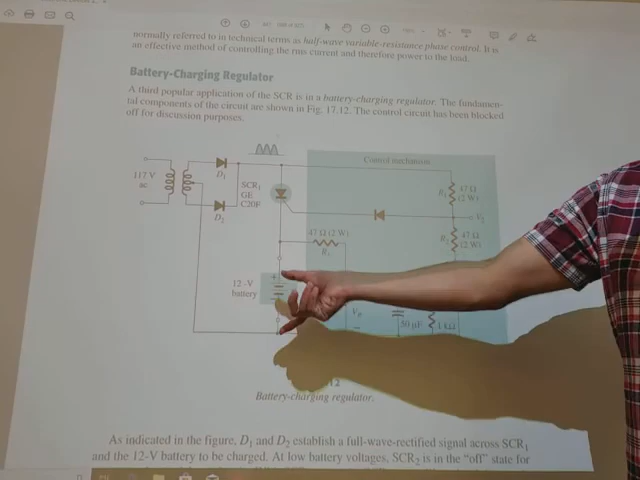 normally referred to in technical terms as half-wave variable-resistance phase control. It is
an effective method of controlling the rms current and therefore power to the load.
Battery-Charging Regulator
A third popular application of the SCR is in a battery-charging regulator. The fundamen-
tal components of the circuit are shown in Fig. 17.12. The control circuit has been blocked
off for discussion purposes.
Control mechanism
D1
117 V
ac
SCR1
GE
C20F
R1
47 Ω
(2 W)
D2
V2
47 Ω (2 W)
R2
47 Ω
(2 W)
12-V
battery
+
50 μF
1 kΩ
12
Battery-charging regulator.
As indicated in the figure, D1 and D2 establish a full-wave-rectified signal across SCR1
and the 12-V battery to be charged. At low battery voltages, SCR2 is in the "off" state for